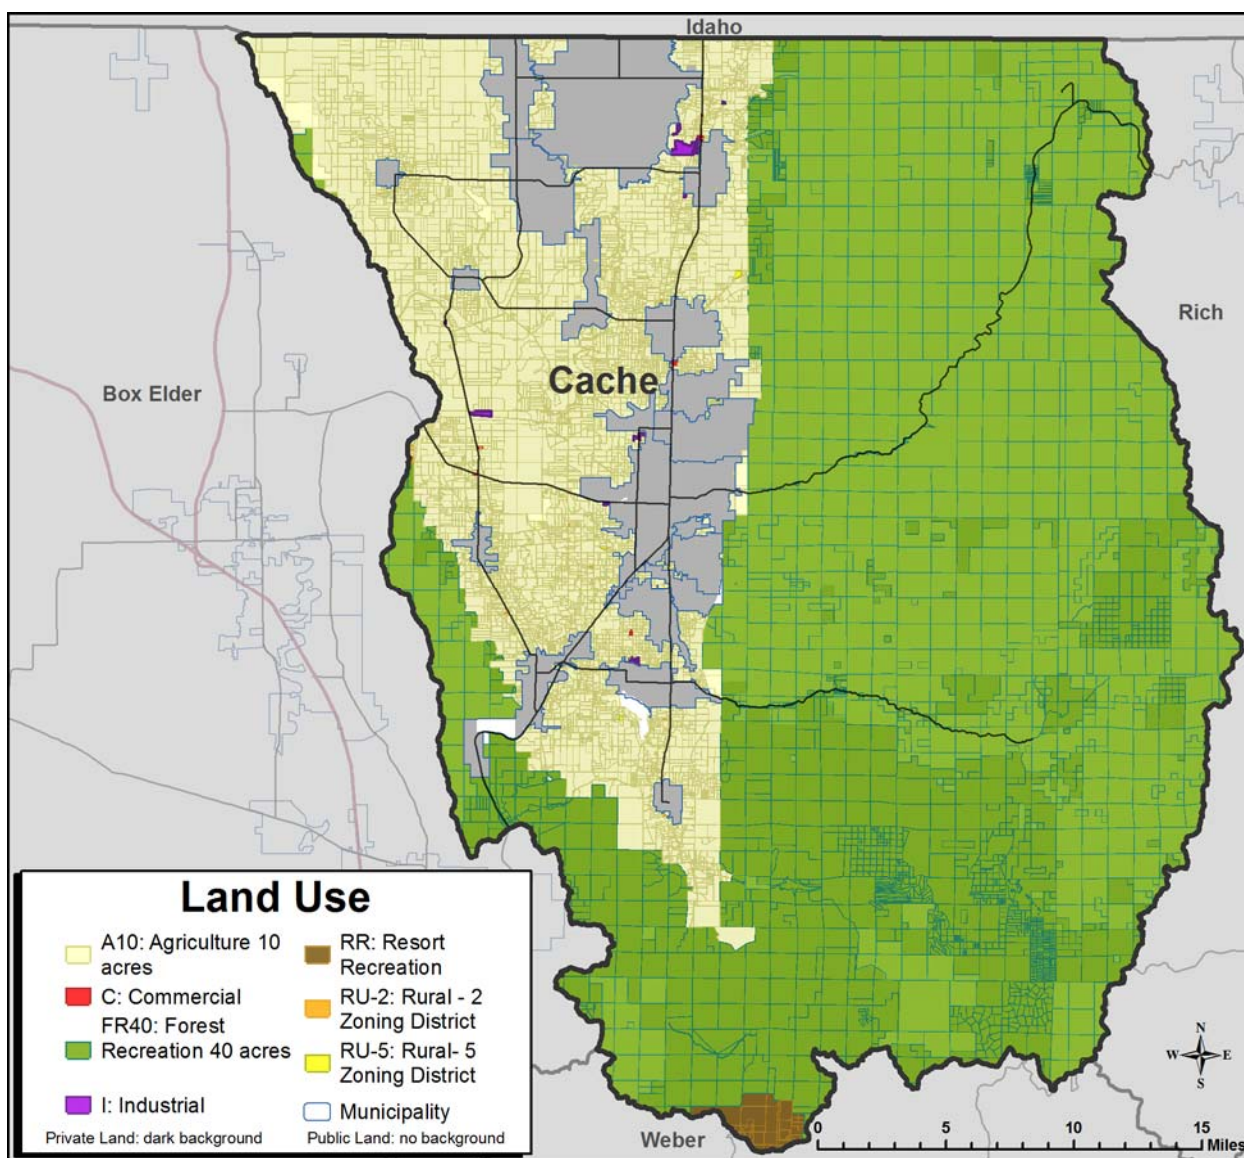 Idaho
Rich
Box Elder
Cache
Land Use
A10: Agriculture 10
acres
C: Commercial
FR40: Forest
Recreation 40 acres
I: Industrial
Private Land: dark background
RR: Resort
Recreation
RU-2: Rural - 2
Zoning District
RU-5: Rural- 5
Zoning District
Municipality
Public Land: no background
Weber
N
W E
S
0 5 10 15
Miles